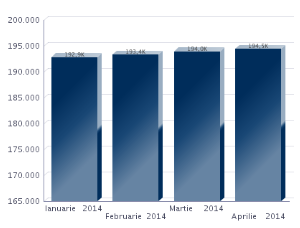 200.000
195.000
190.000
185.000
180.000
175.000
170.000
165.000
192,9K
193,4K
194,0K
194,5K
Ianuarie 2014
Februarie 2014
Martie 2014
Aprilie 2014